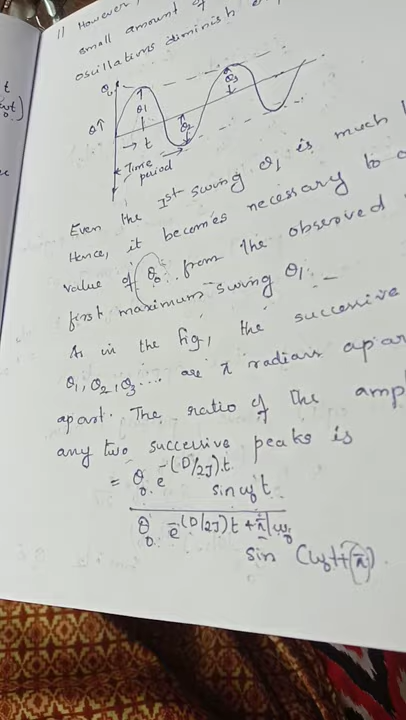 11 However
small amount of
oscillations diminish
θ₀
θ1
θ3
θ↑
θ2
→ t
← Time →
period
Even the 1st swing θ1 is much
Hence, it becomes necessary to
value of θ₀ from the observed
first maximum swing θ1. –
As in the fig, the successive
θ1, θ2, θ3... are π radians apar
apart. The ratio of the amp
any two successive peaks is
= θ₀ e^-(D/2J).t sin ω₀t
θ₀ e^-(D/2J) t + π/ω₀
sin (ω₀t+π)